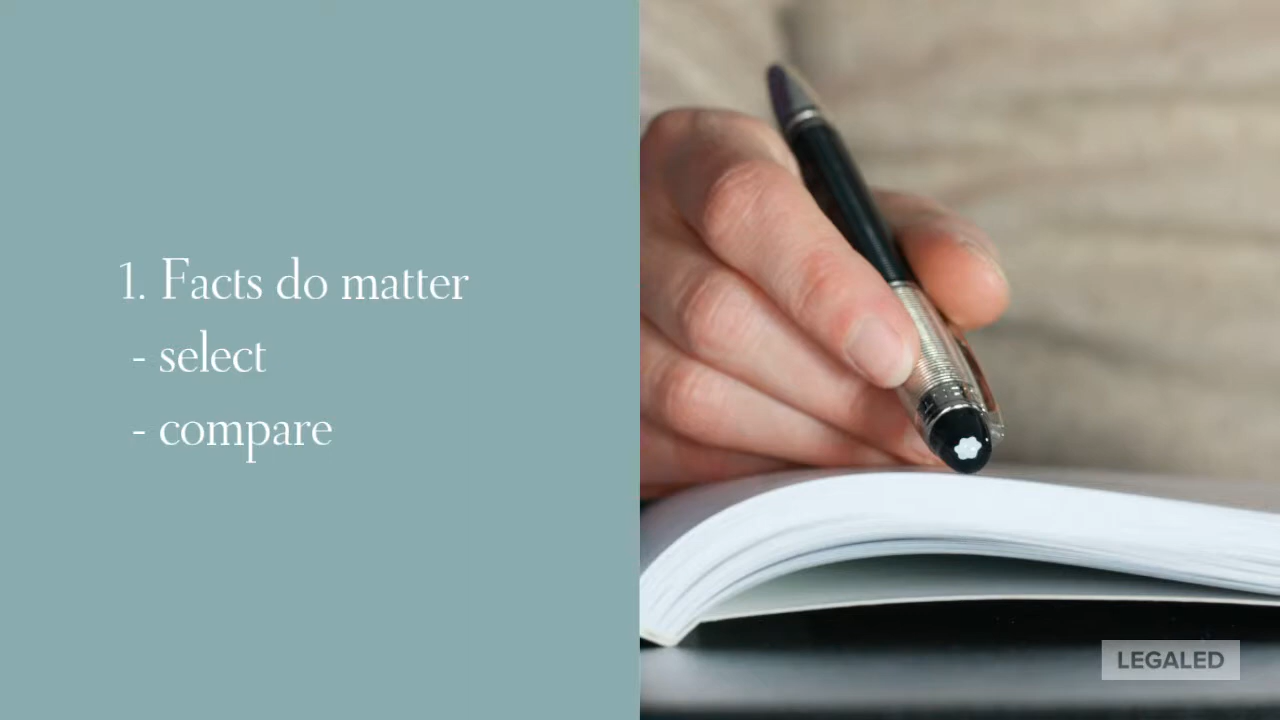 1. Facts do matter
- select
- compare
LEGALED